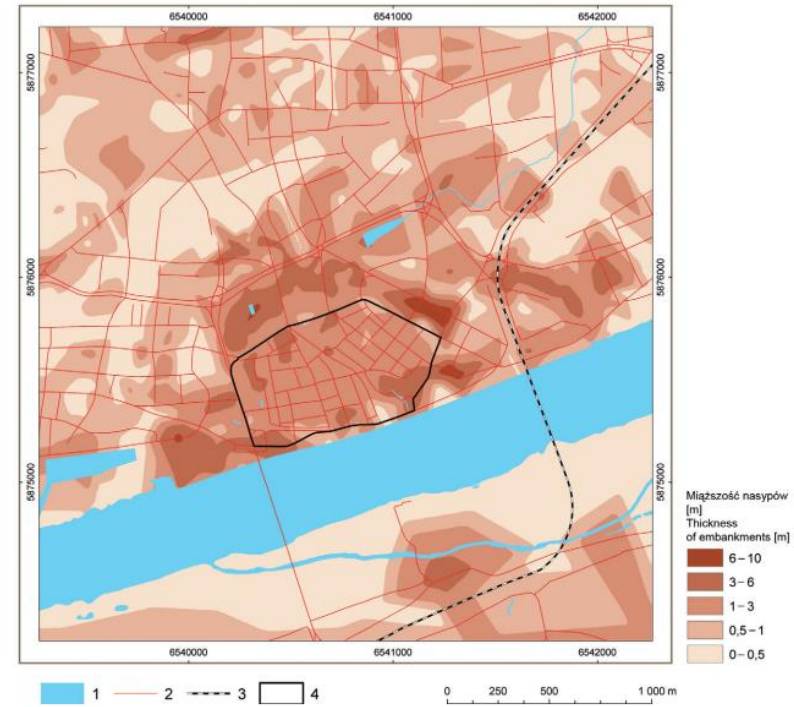 6540000 6541000 6542000
5877000 5877000
5876000 5876000
5875000 5875000
6540000 6541000 6542000
Miąższość nasypów
[m]
Thickness
of embankments [m]
6–10
3–6
1–3
0,5–1
0–0,5
1 2 3 4
0 250 500 1 000 m